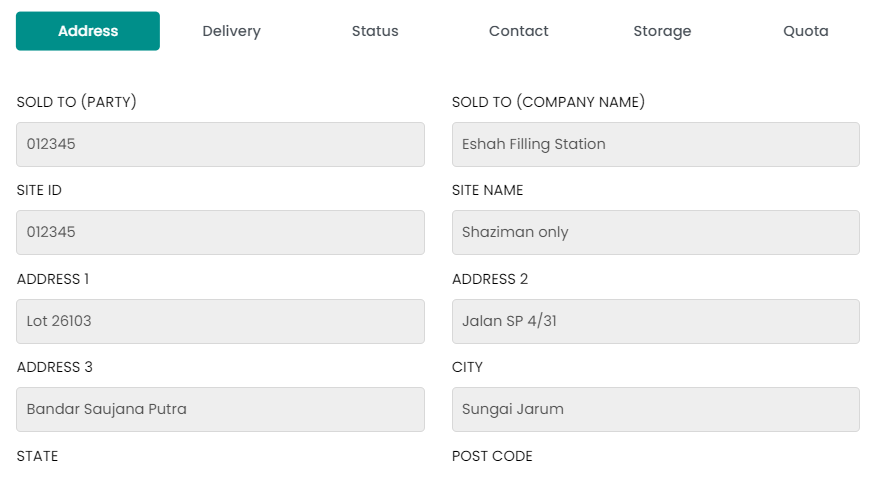 Address Delivery Status Contact Storage Quota
SOLD TO (PARTY) SOLD TO (COMPANY NAME)
012345 Eshah Filling Station
SITE ID SITE NAME
012345 Shaziman only
ADDRESS 1 ADDRESS 2
Lot 26103 Jalan SP 4/31
ADDRESS 3 CITY
Bandar Saujana Putra Sungai Jarum
STATE POST CODE